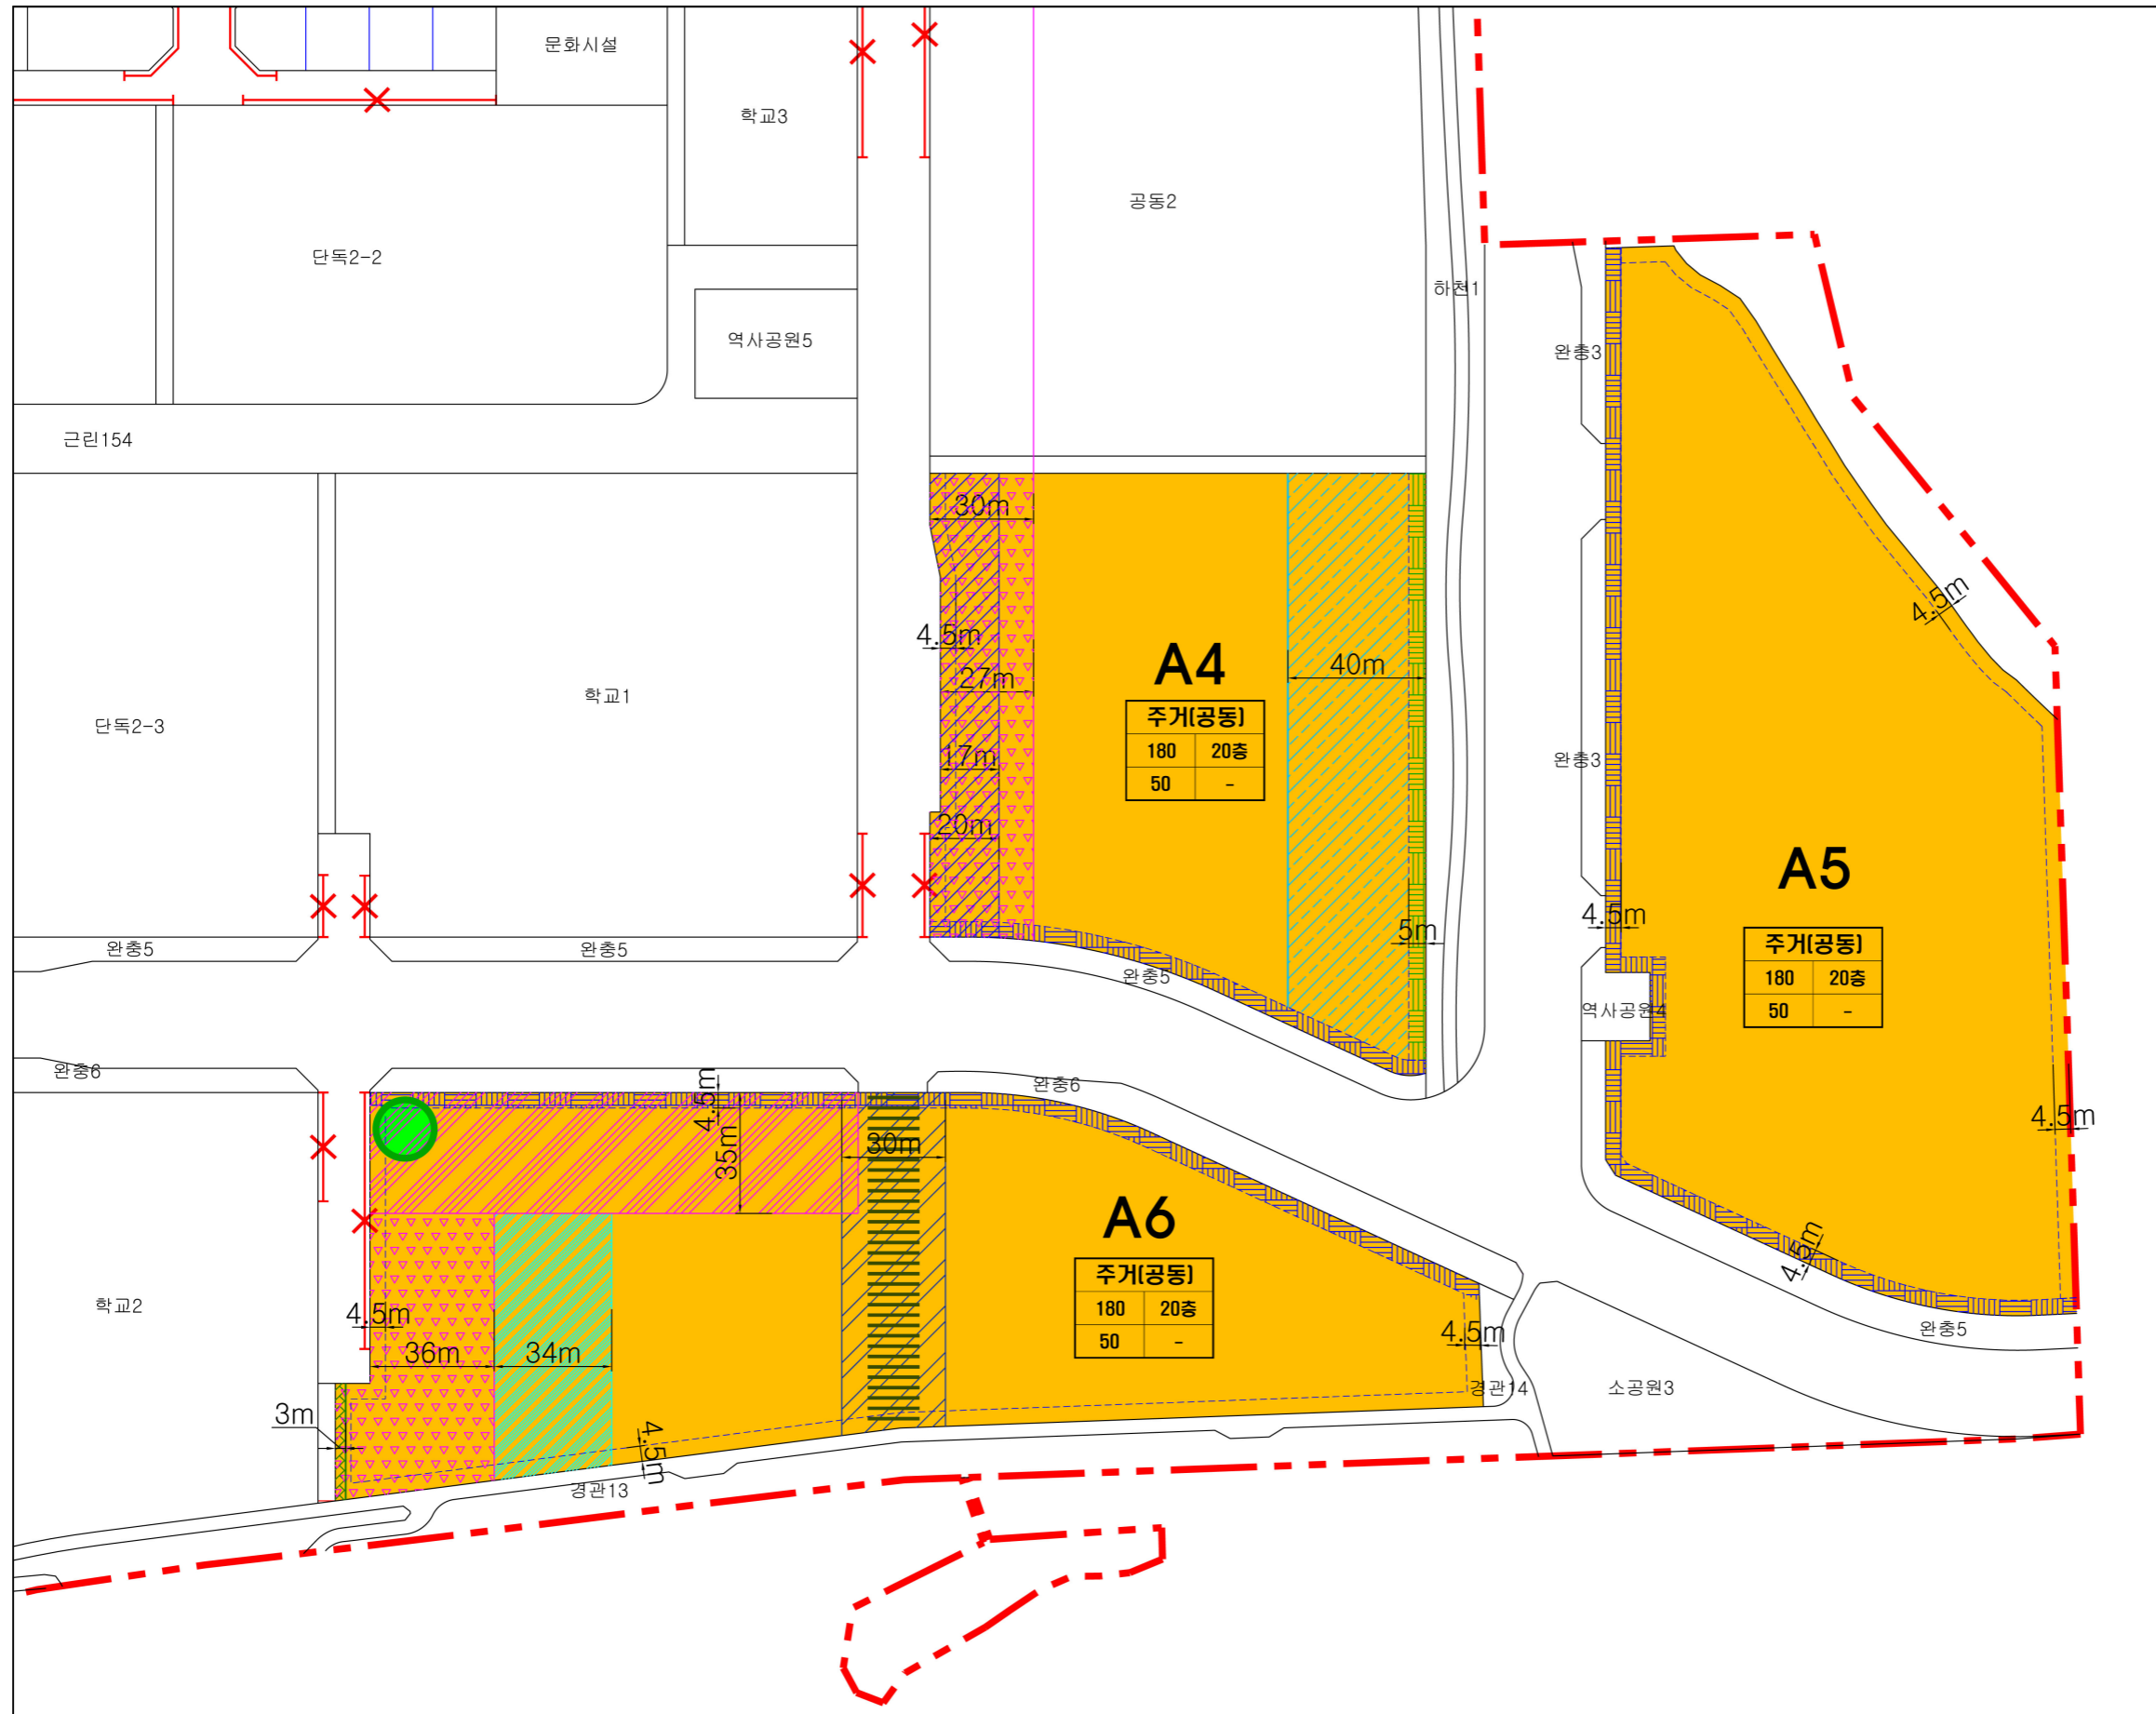 문화시설
학교3
공동2
단독2-2
하천1
역사공원5
완충3
근린154
30m
4.5m
4.5m
A4
40m
27m
학교1
주거(공동)
단독2-3
180 20층
17m
완충3
50 -
20m
A5
4.5m
5m
주거(공동)
완충5
완충5
완충5
180 20층
50 -
역사공원4
완충6
4.5m
완충6
4.5m
35m
30m
A6
4.5m
주거(공동)
학교2
180 20층
4.5m
완충5
4.5m
50 -
36m
34m
경관14
소공원3
3m
4.5m
경관13